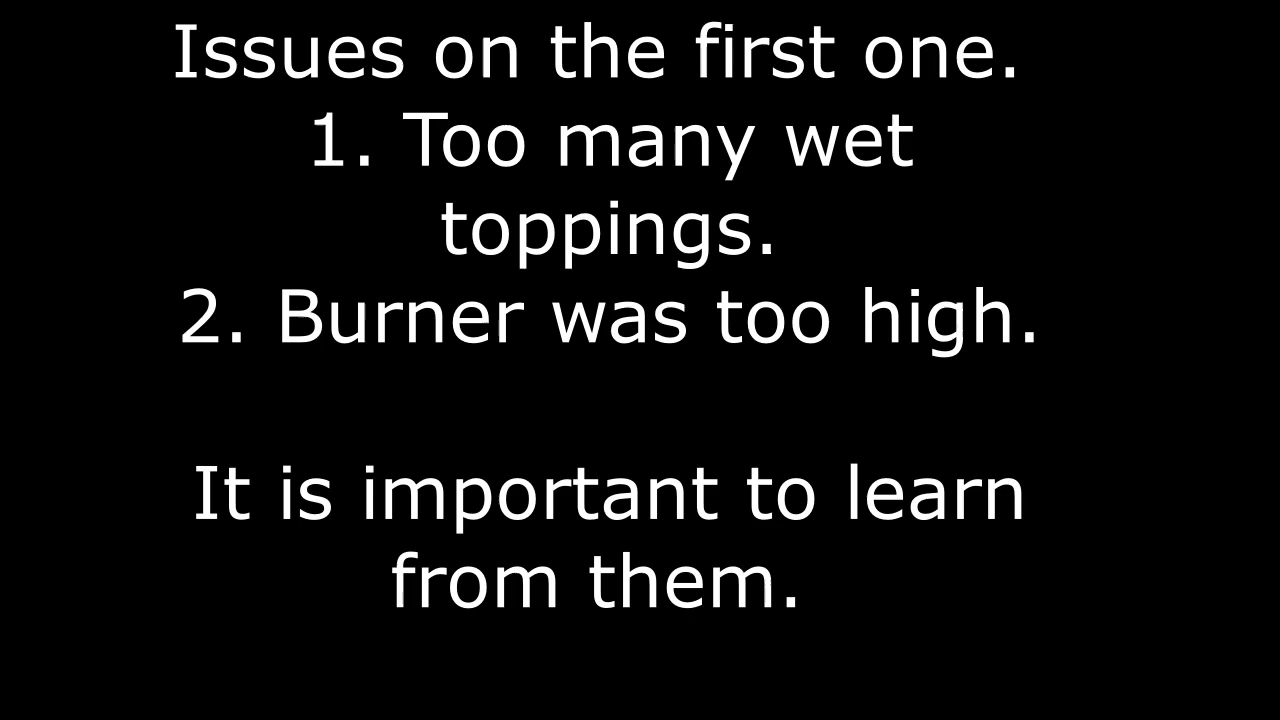 Issues on the first one.
1. Too many wet
toppings.
2. Burner was too high.
It is important to learn
from them.